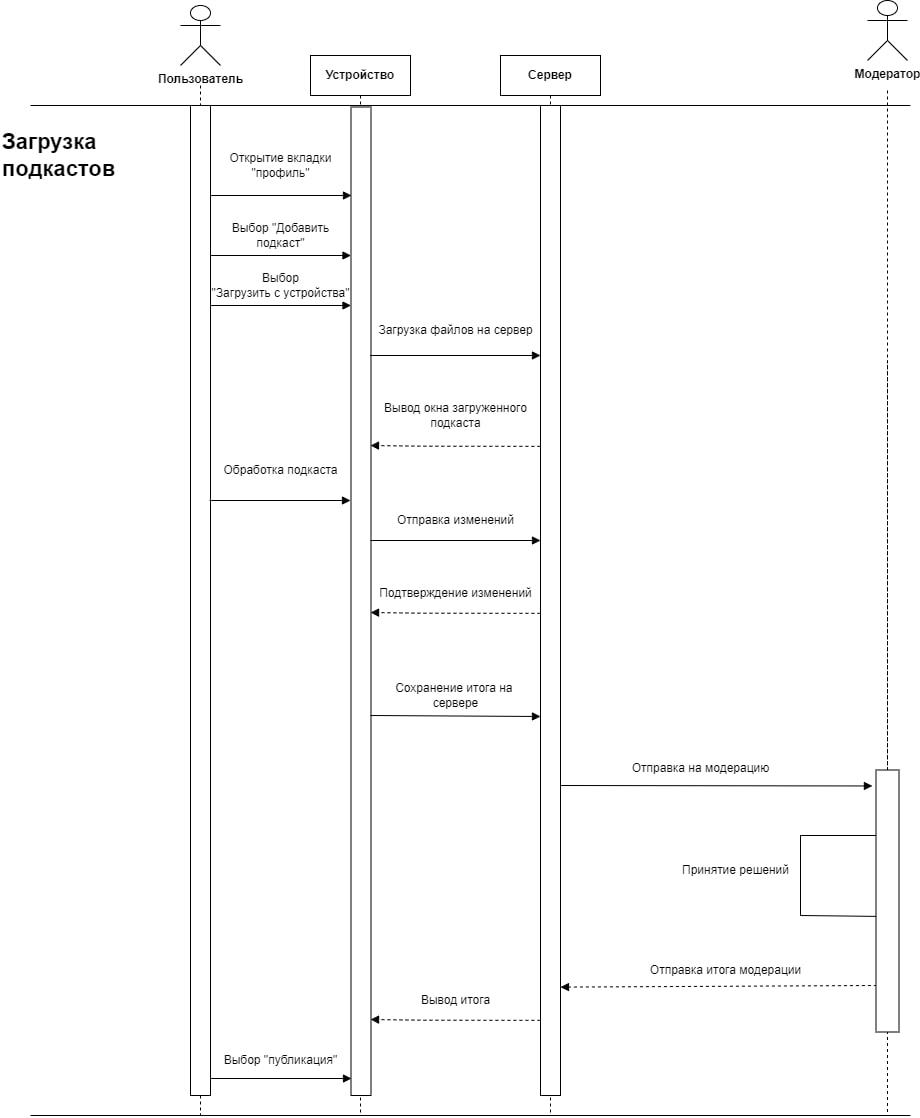 Пользователь
Устройство
Сервер
Модератор
Загрузка
подкастов
Открытие вкладки
"профиль"
Выбор "Добавить
подкаст"
Выбор
"Загрузить с устройства"
Загрузка файлов на сервер
Вывод окна загруженного
подкаста
Обработка подкаста
Отправка изменений
Подтверждение изменений
Сохранение итога на
сервере
Отправка на модерацию
Принятие решений
Отправка итога модерации
Вывод итога
Выбор "публикация"